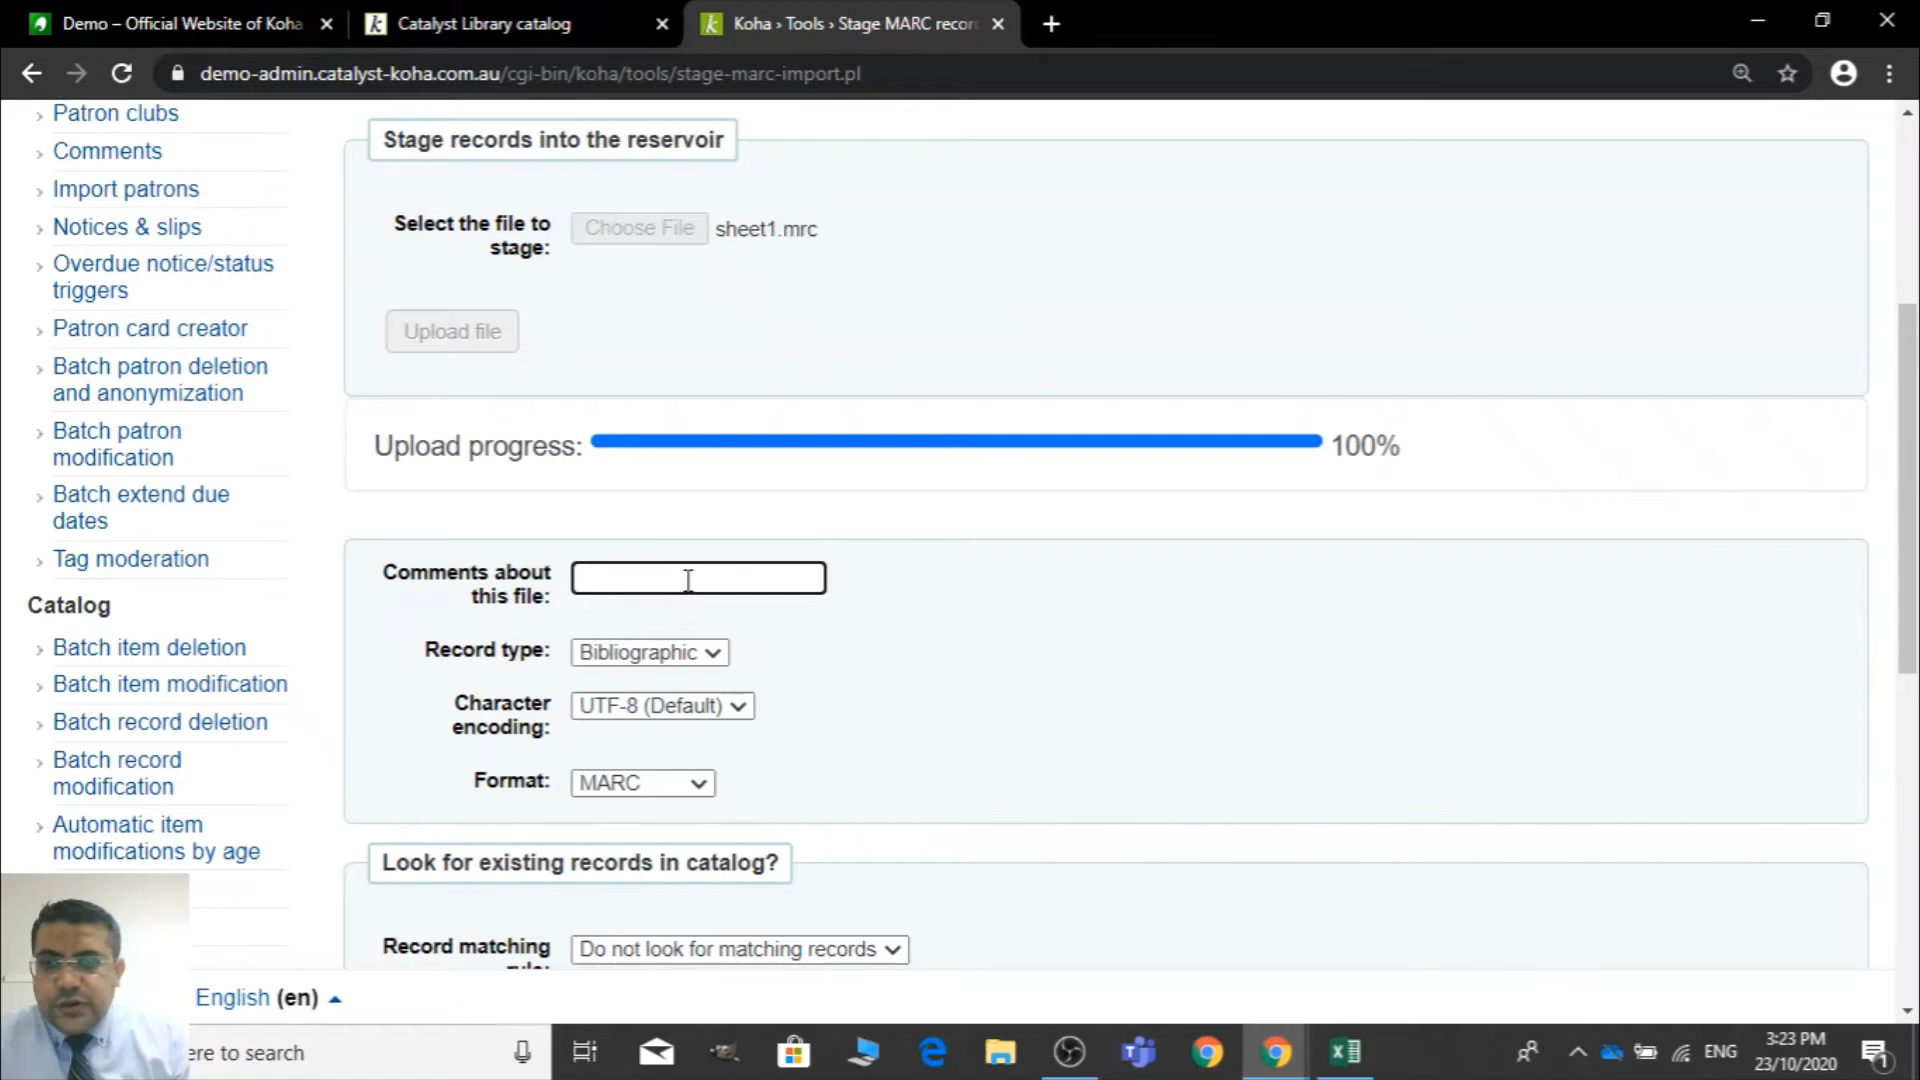 Demo – Official Website of Koha
Catalyst Library catalog
Koha › Tools › Stage MARC recor
demo-admin.catalyst-koha.com.au/cgi-bin/koha/tools/stage-marc-import.pl
Patron clubs
Comments
Import patrons
Notices & slips
Overdue notice/status
triggers
Patron card creator
Batch patron deletion
and anonymization
Batch patron
modification
Batch extend due
dates
Tag moderation
Catalog
Batch item deletion
Batch item modification
Batch record deletion
Batch record
modification
Automatic item
modifications by age
Stage records into the reservoir
Select the file to
stage:
Choose File sheet1.mrc
Upload file
Upload progress: 100%
Comments about
this file:
Record type: Bibliographic
Character
encoding:
UTF-8 (Default)
Format: MARC
Look for existing records in catalog?
Record matching
rule:
Do not look for matching records
English (en)
ere to search
ENG
3:23 PM
23/10/2020
1